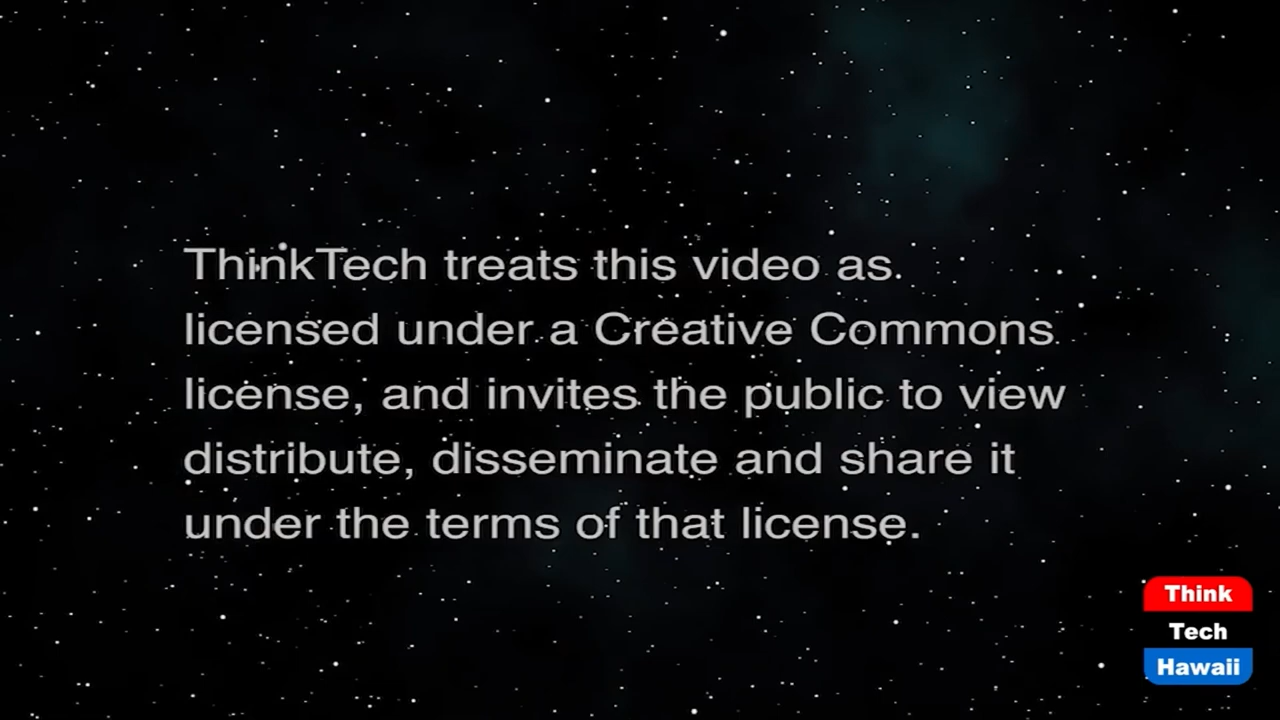 ThinkTech treats this video as.
licensed under a Creative Commons
license, and invites the public to view
distribute, disseminate and share it
under the terms of that license.
Think
Tech
Hawaii